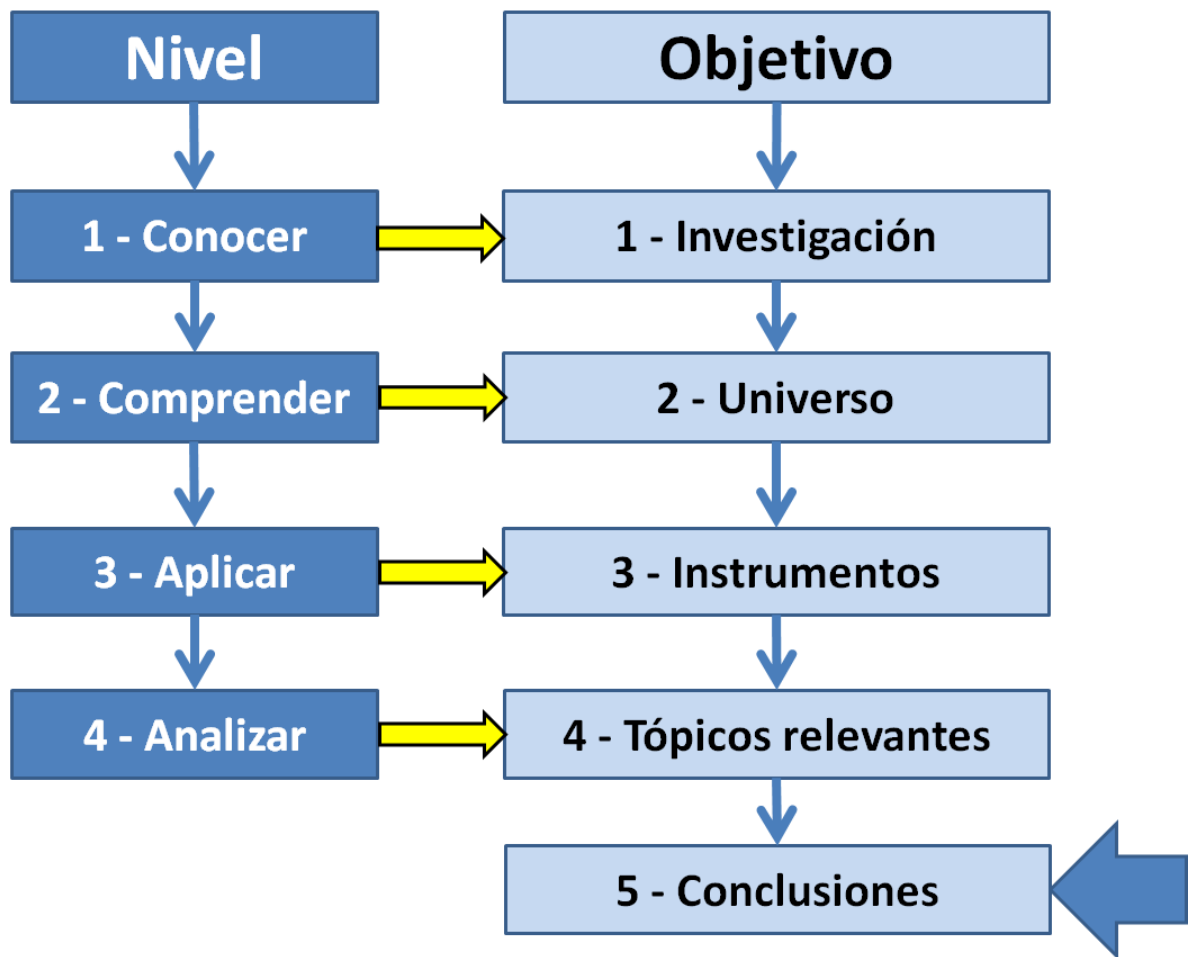 Nivel
Objetivo
1 - Conocer
1 - Investigación
2 - Comprender
2 - Universo
3 - Aplicar
3 - Instrumentos
4 - Analizar
4 - Tópicos relevantes
5 - Conclusiones